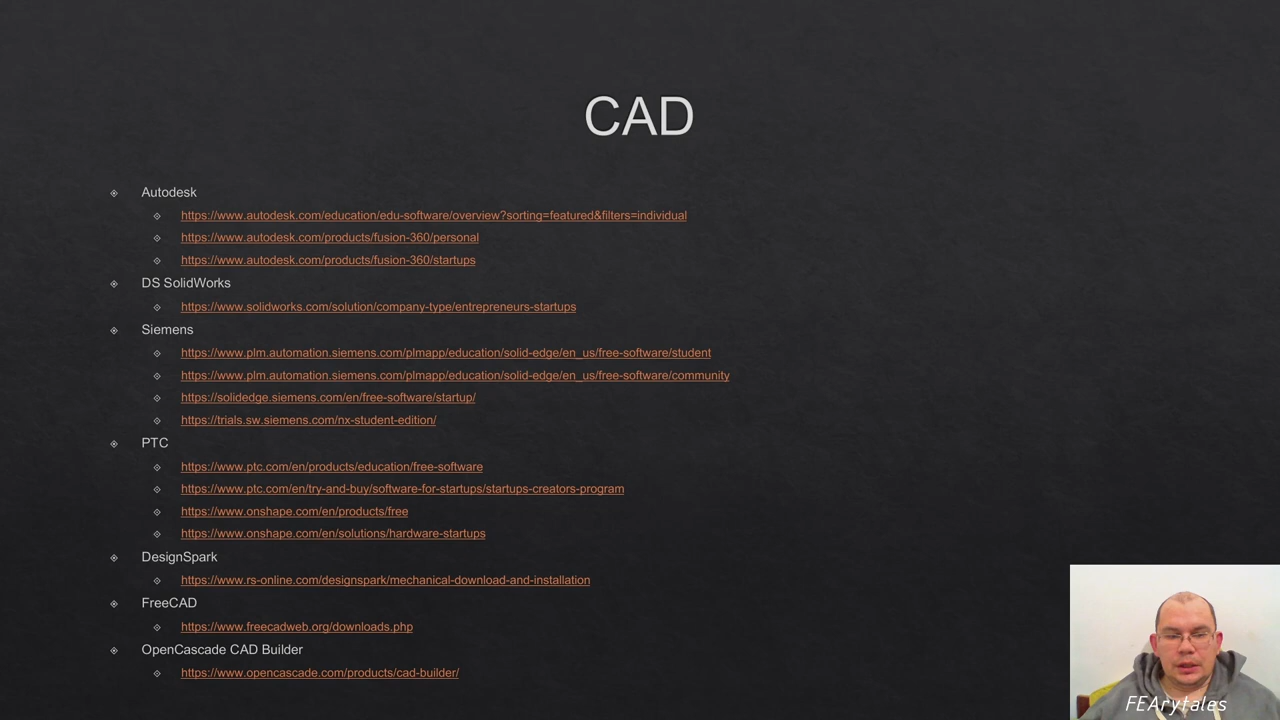 CAD
Autodesk
https://www.autodesk.com/education/edu-software/overview?sorting=featured&filters=individual
https://www.autodesk.com/products/fusion-360/personal
https://www.autodesk.com/products/fusion-360/startups
DS SolidWorks
https://www.solidworks.com/solution/company-type/entrepreneurs-startups
Siemens
https://www.plm.automation.siemens.com/plmapp/education/solid-edge/en_us/free-software/student
https://www.plm.automation.siemens.com/plmapp/education/solid-edge/en_us/free-software/community
https://solidedge.siemens.com/en/free-software/startup/
https://trials.sw.siemens.com/nx-student-edition/
PTC
https://www.ptc.com/en/products/education/free-software
https://www.ptc.com/en/try-and-buy/software-for-startups/startups-creators-program
https://www.onshape.com/en/products/free
https://www.onshape.com/en/solutions/hardware-startups
DesignSpark
https://www.rs-online.com/designspark/mechanical-download-and-installation
FreeCAD
https://www.freecadweb.org/downloads.php
OpenCascade CAD Builder
https://www.opencascade.com/products/cad-builder/
FEArytales